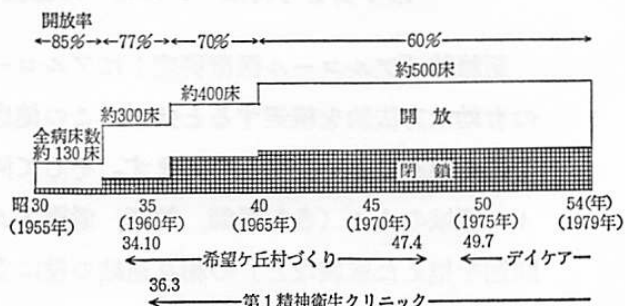 開放率
←85%→←77%→←70%→← 60% →
約500床
約400床
約300床
開放
全病床数
約130床
閉鎖
昭30 35 40 45 50 54(年)
(1955年) (1960年) (1965年) (1970年) (1975年) (1979年)
34.10 47.4 49.7
←希望ケ丘村づくり→ ←デイケアー
36.3
←第1精神衛生クリニック